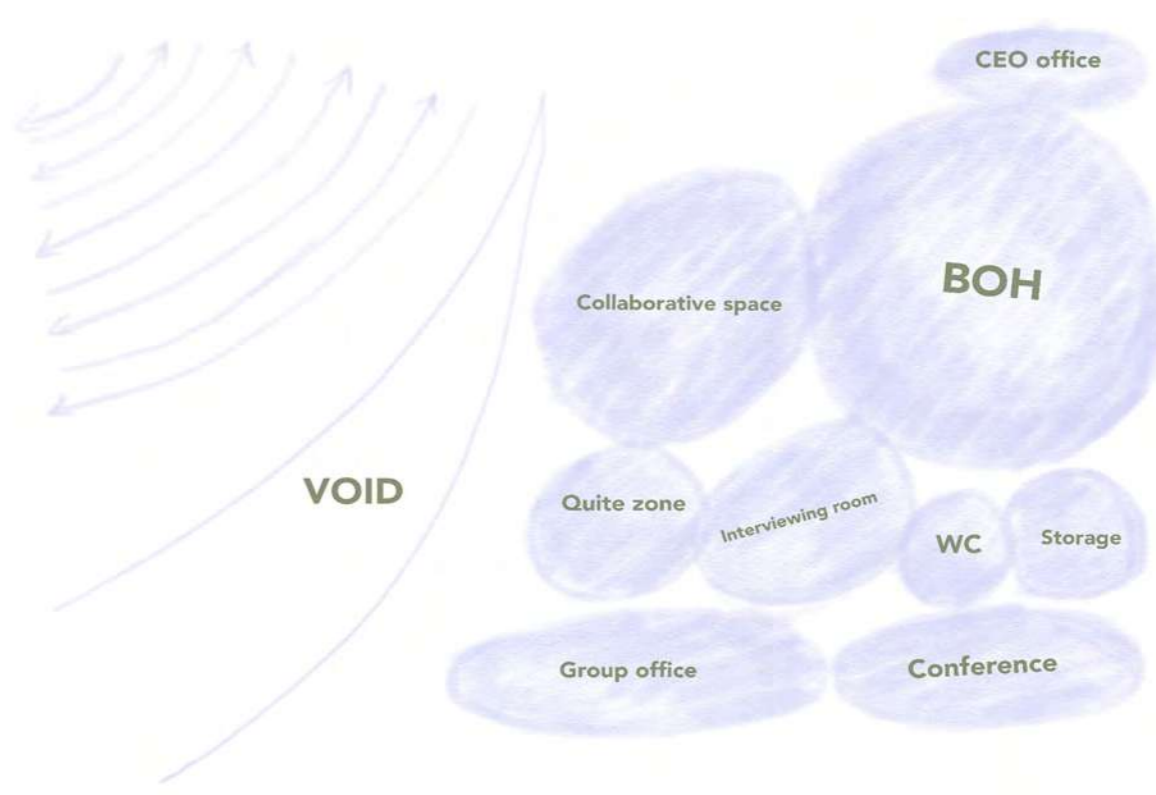 CEO office
BOH
Collaborative space
VOID
Quite zone
Interviewing room
WC
Storage
Group office
Conference